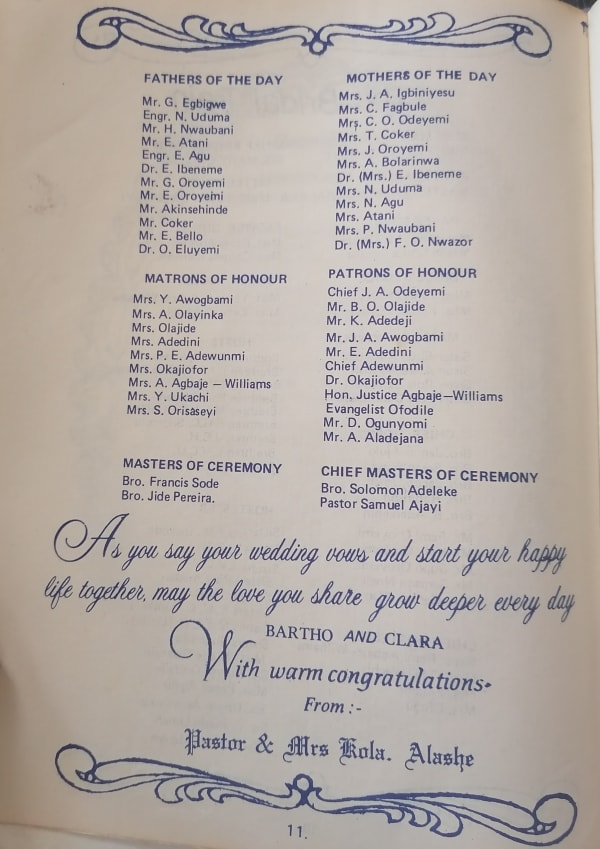 FATHERS OF THE DAY
Mr. G. Egbigwe
Engr. N. Uduma
Mr. H. Nwaubani
Mr. E. Atani
Engr. E. Agu
Dr. E. Ibeneme
Mr. G. Oroyemi
Mr. E. Oroyemi
Mr. Akinsehinde
Mr. Coker
Mr. E. Bello
Dr. O. Eluyemi
MOTHERS OF THE DAY
Mrs. J. A. Igbiniyesu
Mrs. C. Fagbule
Mrs. C. O. Odeyemi
Mrs. T. Coker
Mrs. J. Oroyemi
Mrs. A. Bolarinwa
Dr. (Mrs.) E. Ibeneme
Mrs. N. Uduma
Mrs. N. Agu
Mrs. Atani
Mrs. P. Nwaubani
Dr. (Mrs.) F. O. Nwazor
MATRONS OF HONOUR
Mrs. Y. Awogbami
Mrs. A. Olayinka
Mrs. Olajide
Mrs. Adedini
Mrs. P. E. Adewunmi
Mrs. Okajiofor
Mrs. A. Agbaje – Williams
Mrs. Y. Ukachi
Mrs. S. Orisaseyi
PATRONS OF HONOUR
Chief J. A. Odeyemi
Mr. B. O. Olajide
Mr. K. Adedeji
Mr. J. A. Awogbami
Mr. E. Adedini
Chief Adewunmi
Dr. Okajiofor
Hon. Justice Agbaje–Williams
Evangelist Ofodile
Mr. D. Ogunyomi
Mr. A. Aladejana
MASTERS OF CEREMONY
Bro. Francis Sode
Bro. Jide Pereira.
CHIEF MASTERS OF CEREMONY
Bro. Solomon Adeleke
Pastor Samuel Ajayi
As you say your wedding vows and start your happy
life together, may the love you share grow deeper every day
BARTHO AND CLARA
With warm congratulations.
From :-
Pastor & Mrs Kola. Alashe
11.